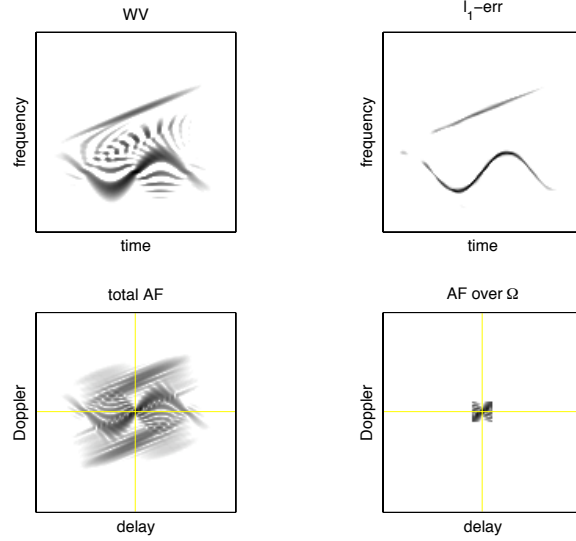 WV
l₁−err
frequency
frequency
time
time
total AF
AF over Ω
Doppler
Doppler
delay
delay